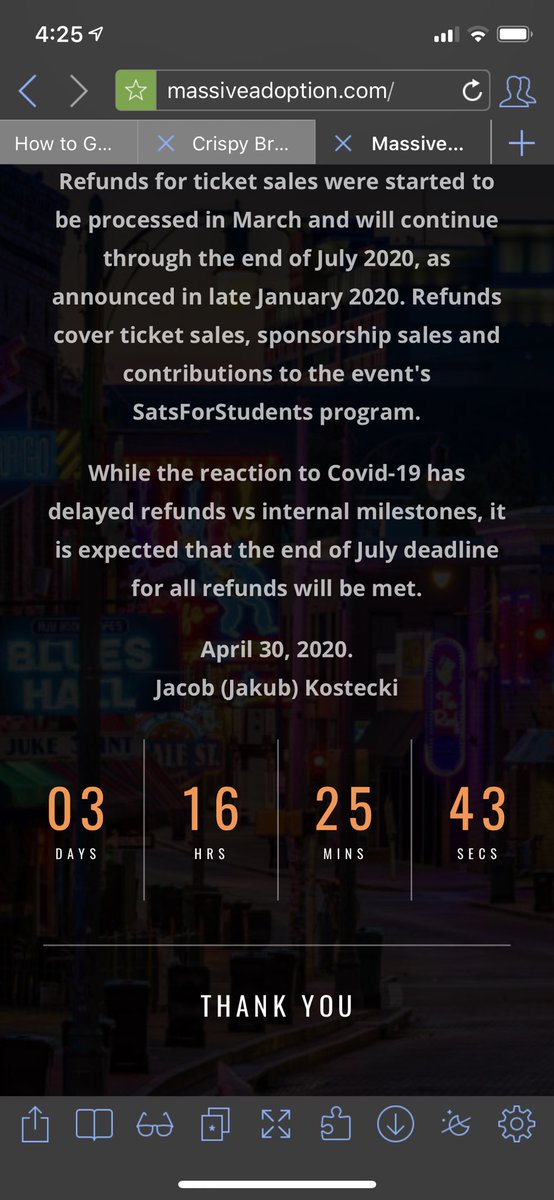 4:25
massiveadoption.com/
How to G...
Crispy Br...
Massive...
Refunds for ticket sales were started to
be processed in March and will continue
through the end of July 2020, as
announced in late January 2020. Refunds
cover ticket sales, sponsorship sales and
contributions to the event's
SatsForStudents program.
While the reaction to Covid-19 has
delayed refunds vs internal milestones, it
is expected that the end of July deadline
for all refunds will be met.
April 30, 2020.
Jacob (Jakub) Kostecki
BLUES
HALL
JUKE JOINT
03 16 25 43
DAYS HRS MINS SECS
THANK YOU